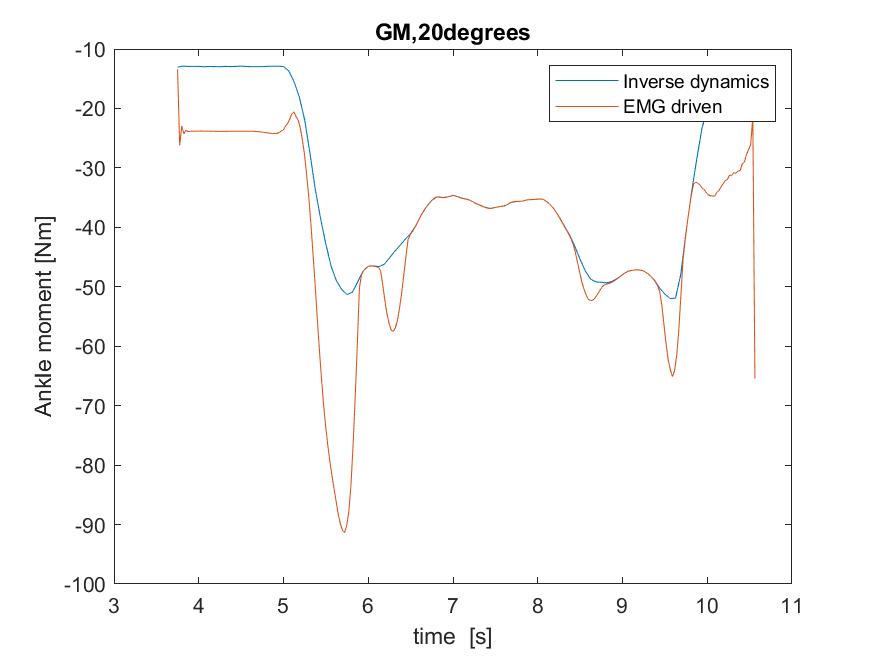 GM,20degrees
-10
-20
-30
-40
-50
-60
-70
-80
-90
-100
Ankle moment [Nm]
Inverse dynamics
EMG driven
3 4 5 6 7 8 9 10 11
time [s]